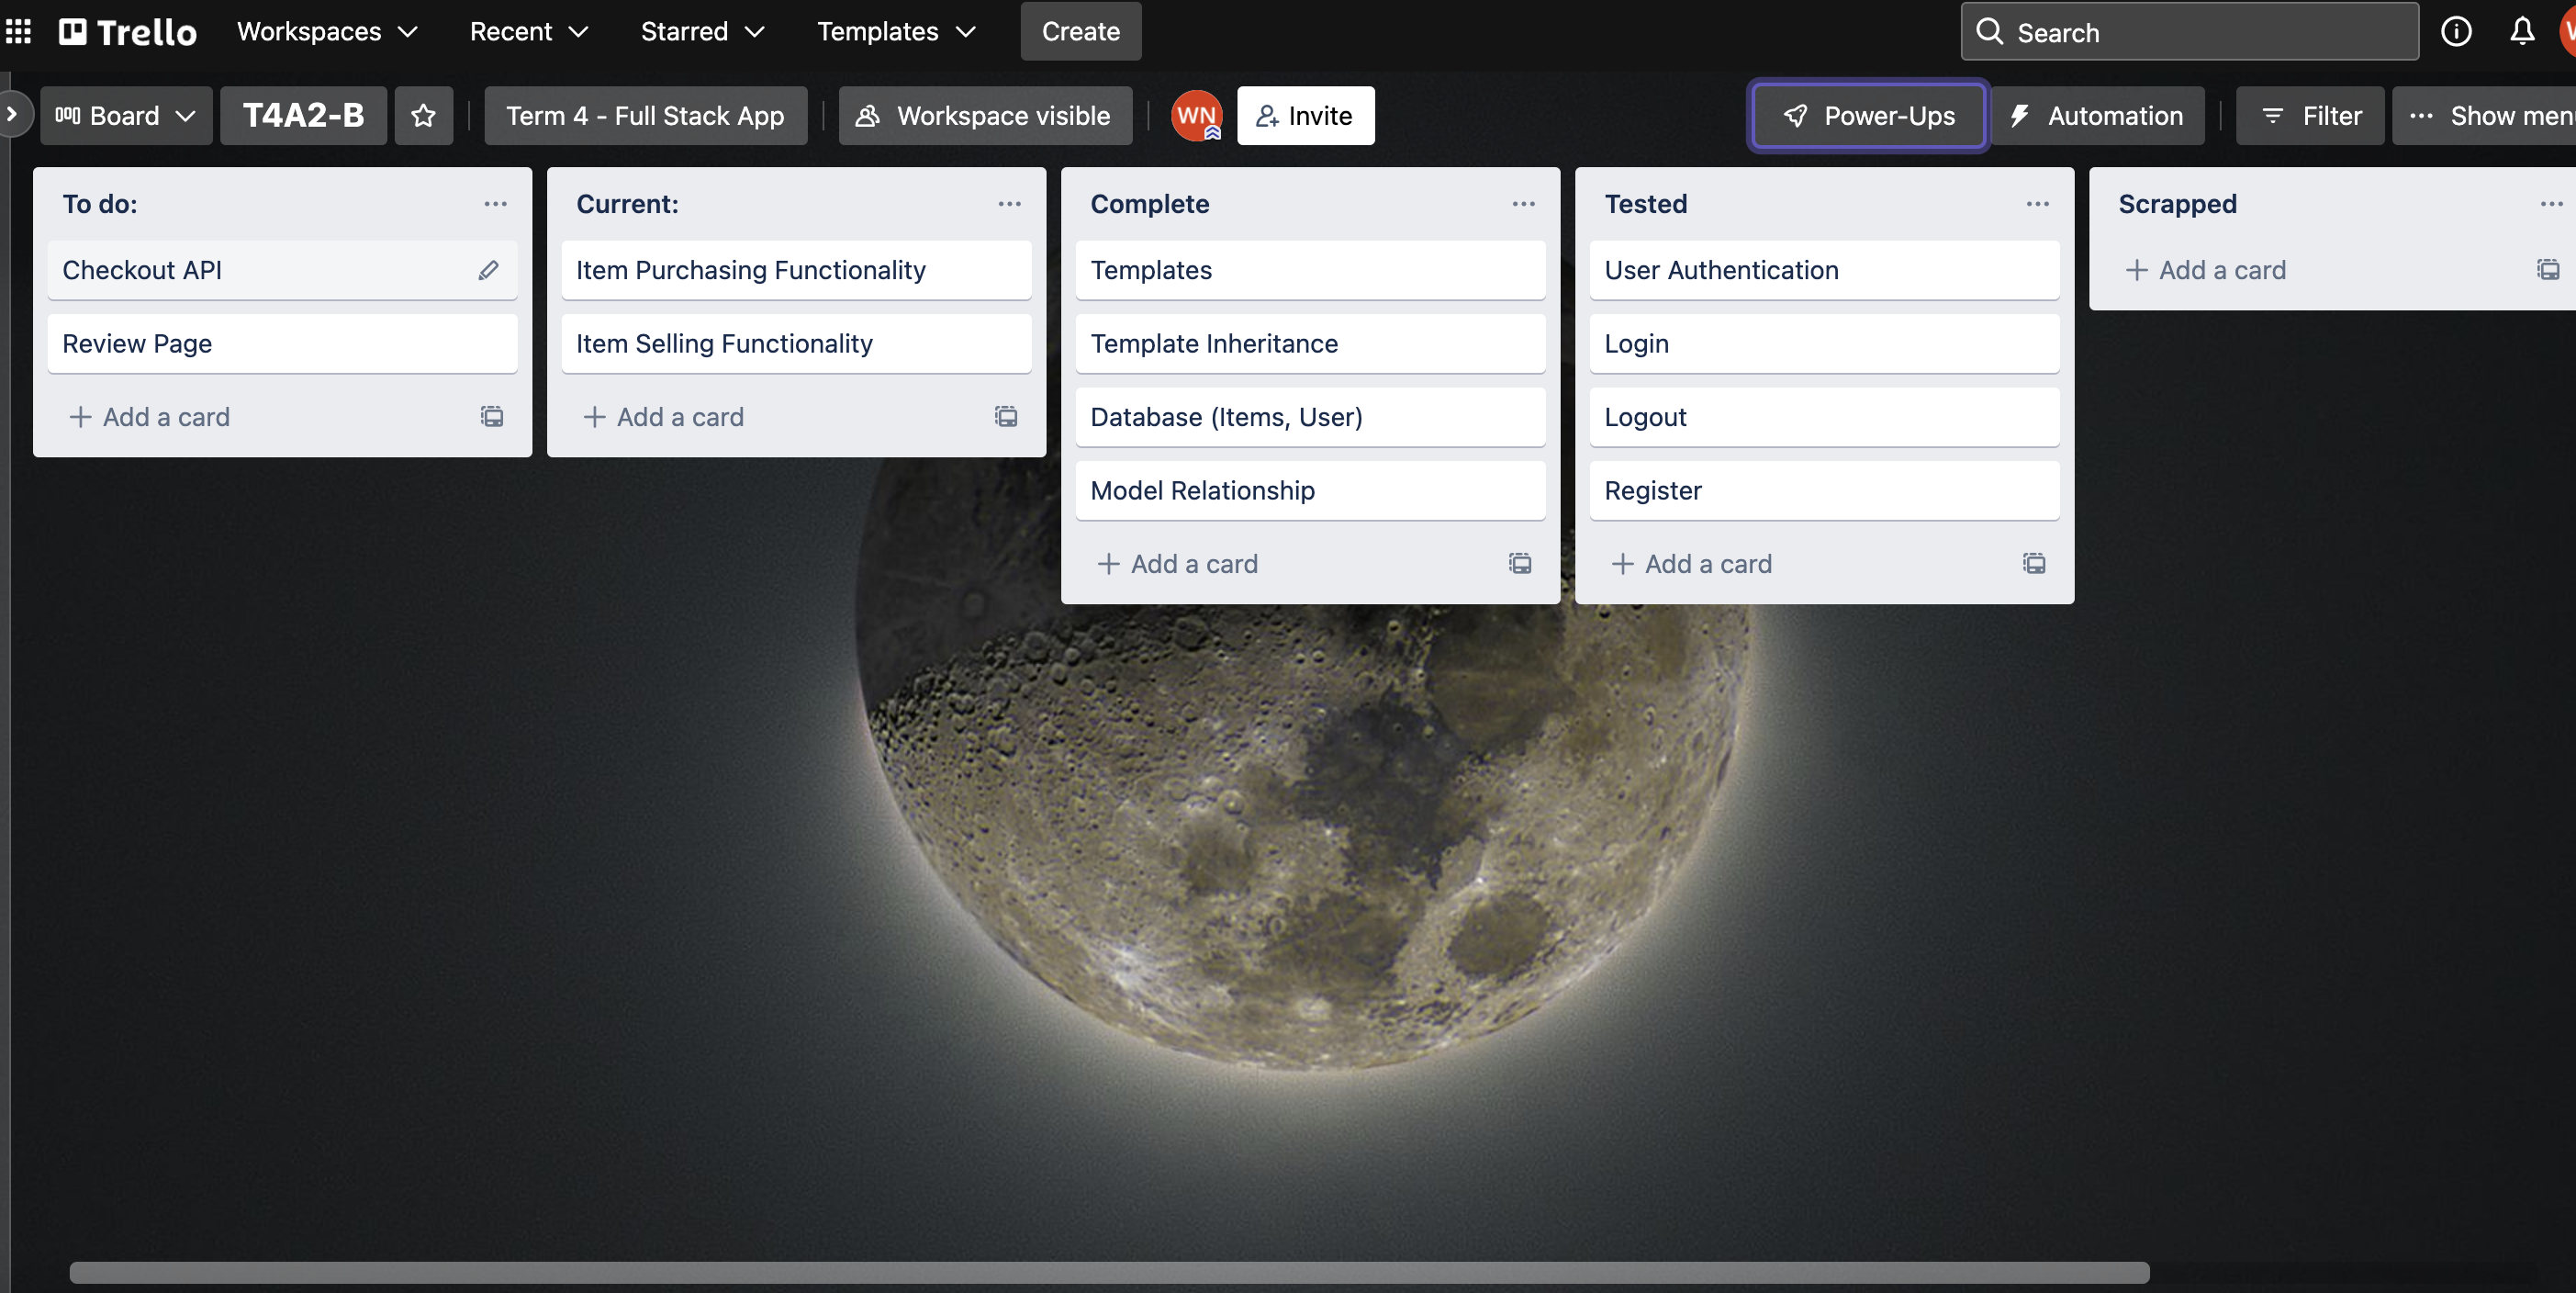 Trello Workspaces Recent Starred Templates Create Search
Board T4A2-B Term 4 - Full Stack App Workspace visible WN Invite Power-Ups Automation Filter Show menu
To do:
Checkout API
Review Page
Add a card
Current:
Item Purchasing Functionality
Item Selling Functionality
Add a card
Complete
Templates
Template Inheritance
Database (Items, User)
Model Relationship
Add a card
Tested
User Authentication
Login
Logout
Register
Add a card
Scrapped
Add a card